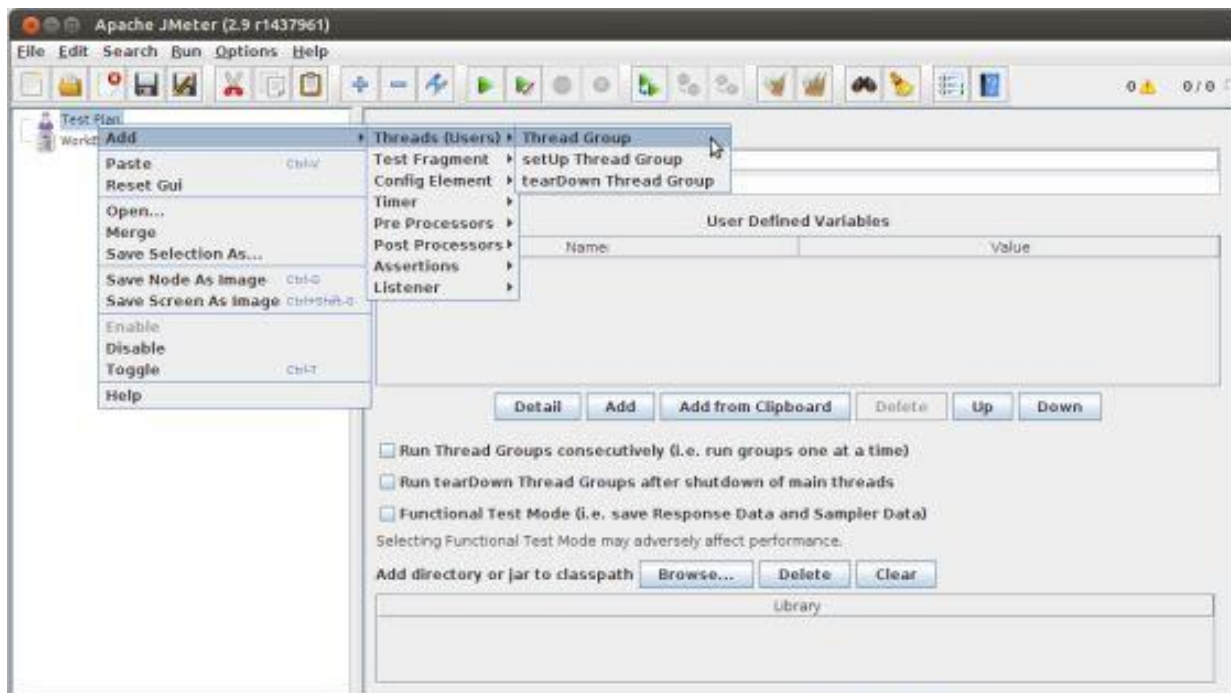 Apache JMeter (2.9 r1437961)
File Edit Search Run Options Help
0 0 / 0
Test Plan
Add
Paste Ctrl-V
Reset Gui
Open...
Merge
Save Selection As...
Save Node As Image Ctrl-G
Save Screen As Image Ctrl+Shift-G
Enable
Disable
Toggle Ctrl-T
Help
Threads (Users)
Test Fragment
Config Element
Timer
Pre Processors
Post Processors
Assertions
Listener
Thread Group
setUp Thread Group
tearDown Thread Group
User Defined Variables
Name: Value
Detail Add Add from Clipboard Delete Up Down
Run Thread Groups consecutively (i.e. run groups one at a time)
Run tearDown Thread Groups after shutdown of main threads
Functional Test Mode (i.e. save Response Data and Sampler Data)
Selecting Functional Test Mode may adversely affect performance.
Add directory or jar to classpath Browse... Delete Clear
Library